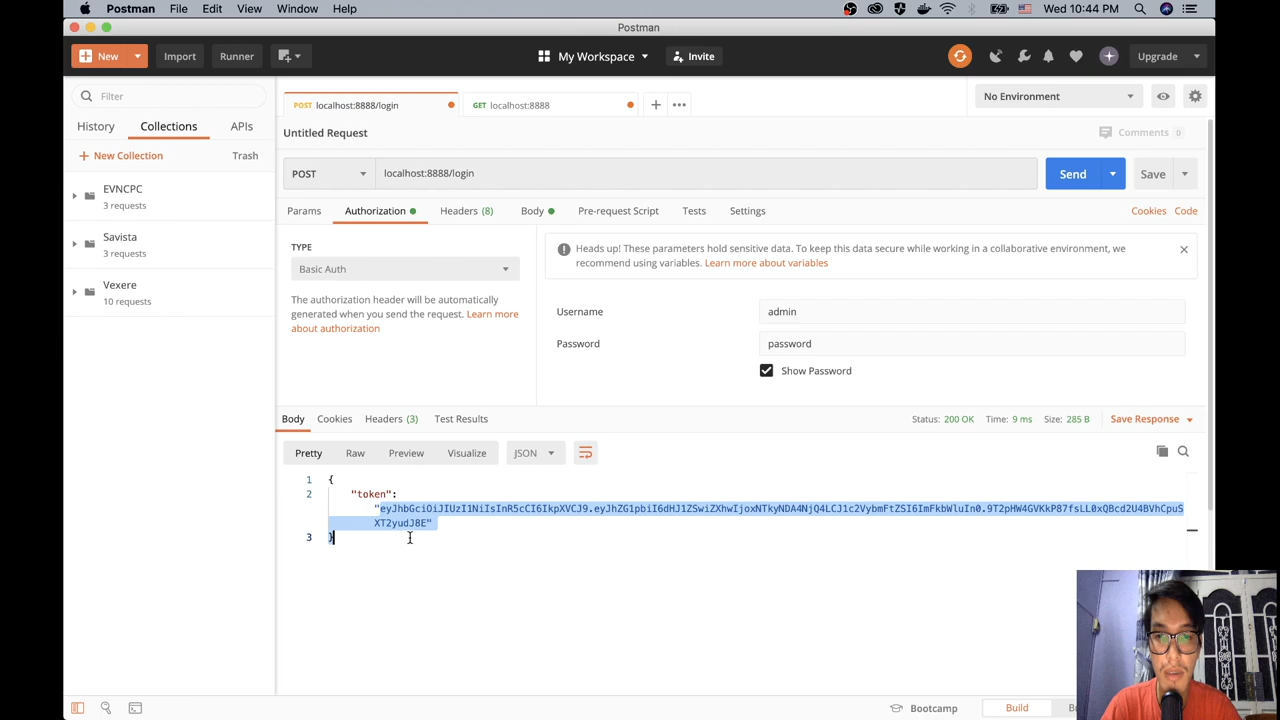 Postman File Edit View Window Help Wed 10:44 PM
Postman
New Import Runner My Workspace Invite Upgrade
Filter
POST localhost:8888/login GET localhost:8888 No Environment
History Collections APIs
Untitled Request Comments 0
+ New Collection Trash
POST localhost:8888/login Send Save
EVNCPC
3 requests
Params Authorization Headers (8) Body Pre-request Script Tests Settings Cookies Code
Savista
3 requests
TYPE
Heads up! These parameters hold sensitive data. To keep this data secure while working in a collaborative environment, we
recommend using variables. Learn more about variables
Basic Auth
Vexere
10 requests
The authorization header will be automatically
generated when you send the request. Learn more
about authorization
Username admin
Password password
Show Password
Body Cookies Headers (3) Test Results Status: 200 OK Time: 9 ms Size: 285 B Save Response
Pretty Raw Preview Visualize JSON
1 {
2 "token":
"eyJhbGciOiJIUzI1NiIsInR5cCI6IkpXVCJ9.eyJhZG1pbiI6dHJ1ZSwiZXhwIjoxNTkyNDA4NjQ4LCJ1c2VybmFtZSI6ImFkbWluIn0.9T2pHW4GVKkP87fsLL0xQBcd2U4BVhCpuS
XT2yudJ8E"
3 }
Bootcamp Build